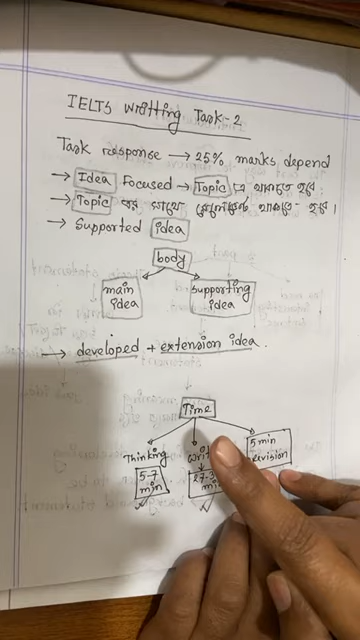 IELTS writting Task-2
Task response → 25% marks depend
→ Idea Focused → Topic এ থাকতে হবে
→ Topic এর সাথে রিলেটেড থাকতে হবে।
→ Supported idea
body
main idea
supporting idea
→ developed + extension idea.
Time
Thinking
5-7 min
5 min revision